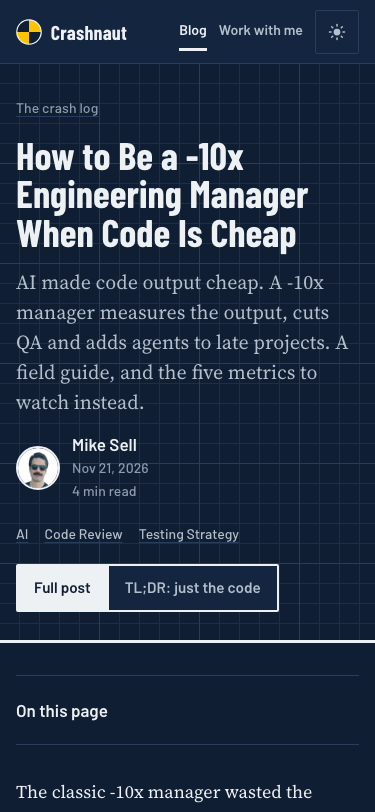 Crashnaut
Blog
Work with me
The crash log
How to Be a -10x
Engineering Manager
When Code Is Cheap
AI made code output cheap. A -10x
manager measures the output, cuts
QA and adds agents to late projects. A
field guide, and the five metrics to
watch instead.
Mike Sell
Nov 21, 2026
4 min read
AI Code Review Testing Strategy
Full post TL;DR: just the code
On this page
The classic -10x manager wasted the